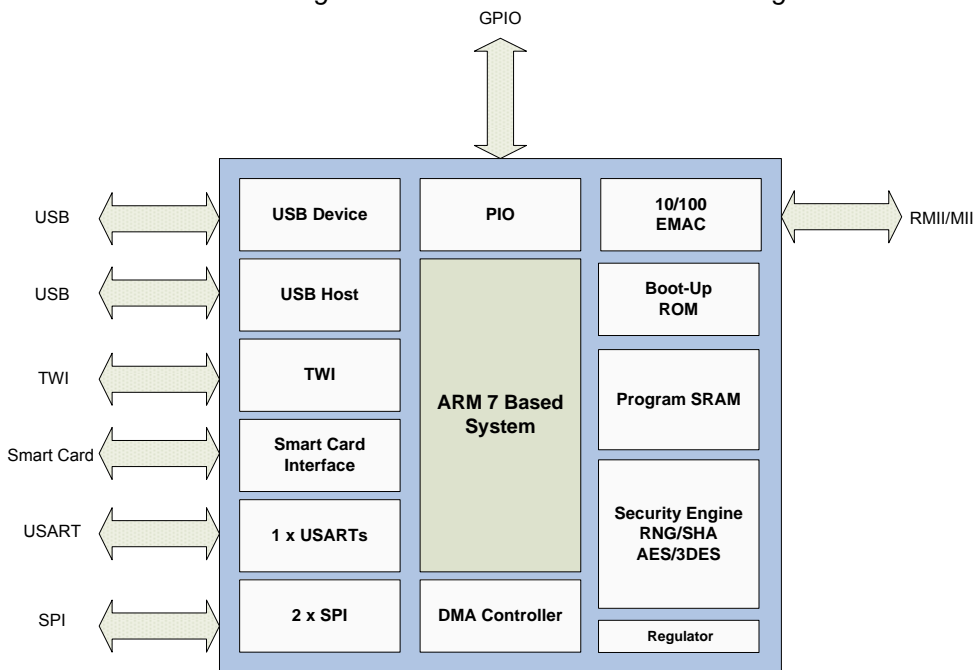 GPIO
USB
USB Device
PIO
10/100
EMAC
RMII/MII
USB
USB Host
Boot-Up
ROM
TWI
TWI
ARM 7 Based
System
Program SRAM
Smart Card
Smart Card
Interface
USART
1 x USARTs
Security Engine
RNG/SHA
AES/3DES
SPI
2 x SPI
DMA Controller
Regulator